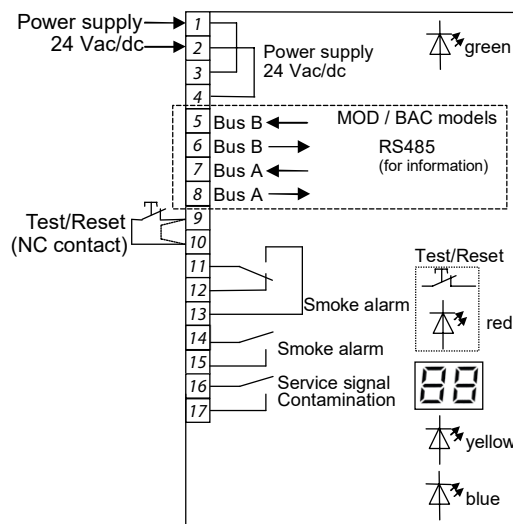 Power supply
24 Vac/dc
1
2
3
4
Power supply
24 Vac/dc
green
5 Bus B
6 Bus B
7 Bus A
8 Bus A
MOD / BAC models
RS485
(for information)
Test/Reset
(NC contact)
9
10
11
12
13
Smoke alarm
14
15
Smoke alarm
16
17
Service signal
Contamination
Test/Reset
red
88
yellow
blue